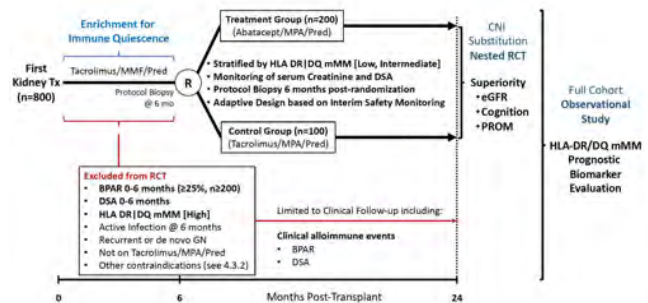 Enrichment for
Immune Quiescence
First
Kidney Tx
(n=800)
Tacrolimus/MMF/Pred
Protocol Biopsy
@ 6 mo
R
Treatment Group (n=200)
(Abatacept/MPA/Pred)
• Stratified by HLA DR|DQ mMM [Low, Intermediate]
• Monitoring of serum Creatinine and DSA
• Protocol Biopsy 6 months post-randomization
• Adaptive Design based on Interim Safety Monitoring
Control Group (n=100)
(Tacrolimus/MPA/Pred)
CNI
Substitution
Nested RCT
Superiority
• eGFR
• Cognition
• PROM
Full Cohort
Observational
Study
HLA-DR/DQ mMM
Prognostic
Biomarker
Evaluation
Excluded from RCT
• BPAR 0-6 months (≥25%, n≥200)
• DSA 0-6 months
• HLA DR|DQ mMM [High]
• Active Infection @ 6 months
• Recurrent or de novo GN
• Not on Tacrolimus/MPA/Pred
• Other contraindications (see 4.3.2)
Limited to Clinical Follow-up including:
Clinical alloimmune events
• BPAR
• DSA
0
6
Months Post-Transplant
24